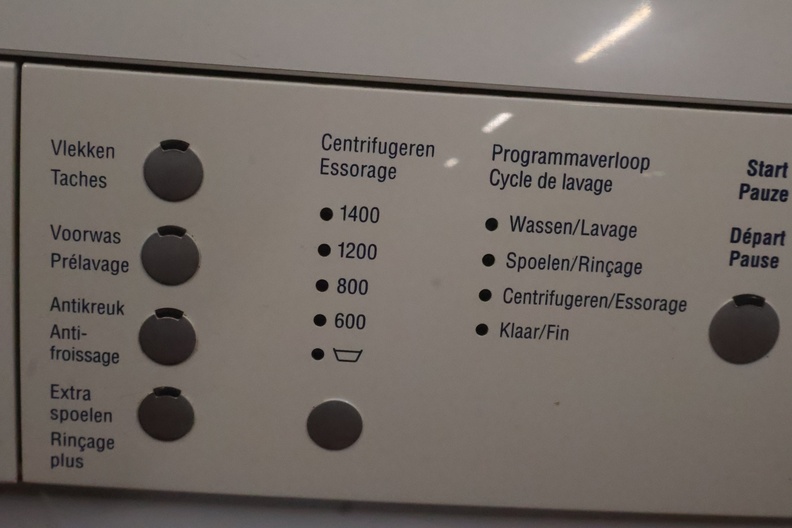 Vlekken
Taches
Voorwas
Prélavage
Antikreuk
Anti-
froissage
Extra
spoelen
Rinçage
plus
Centrifugeren
Essorage
1400
1200
800
600
Programmaverloop
Cycle de lavage
Wassen/Lavage
Spoelen/Rinçage
Centrifugeren/Essorage
Klaar/Fin
Start
Pauze
Départ
Pause